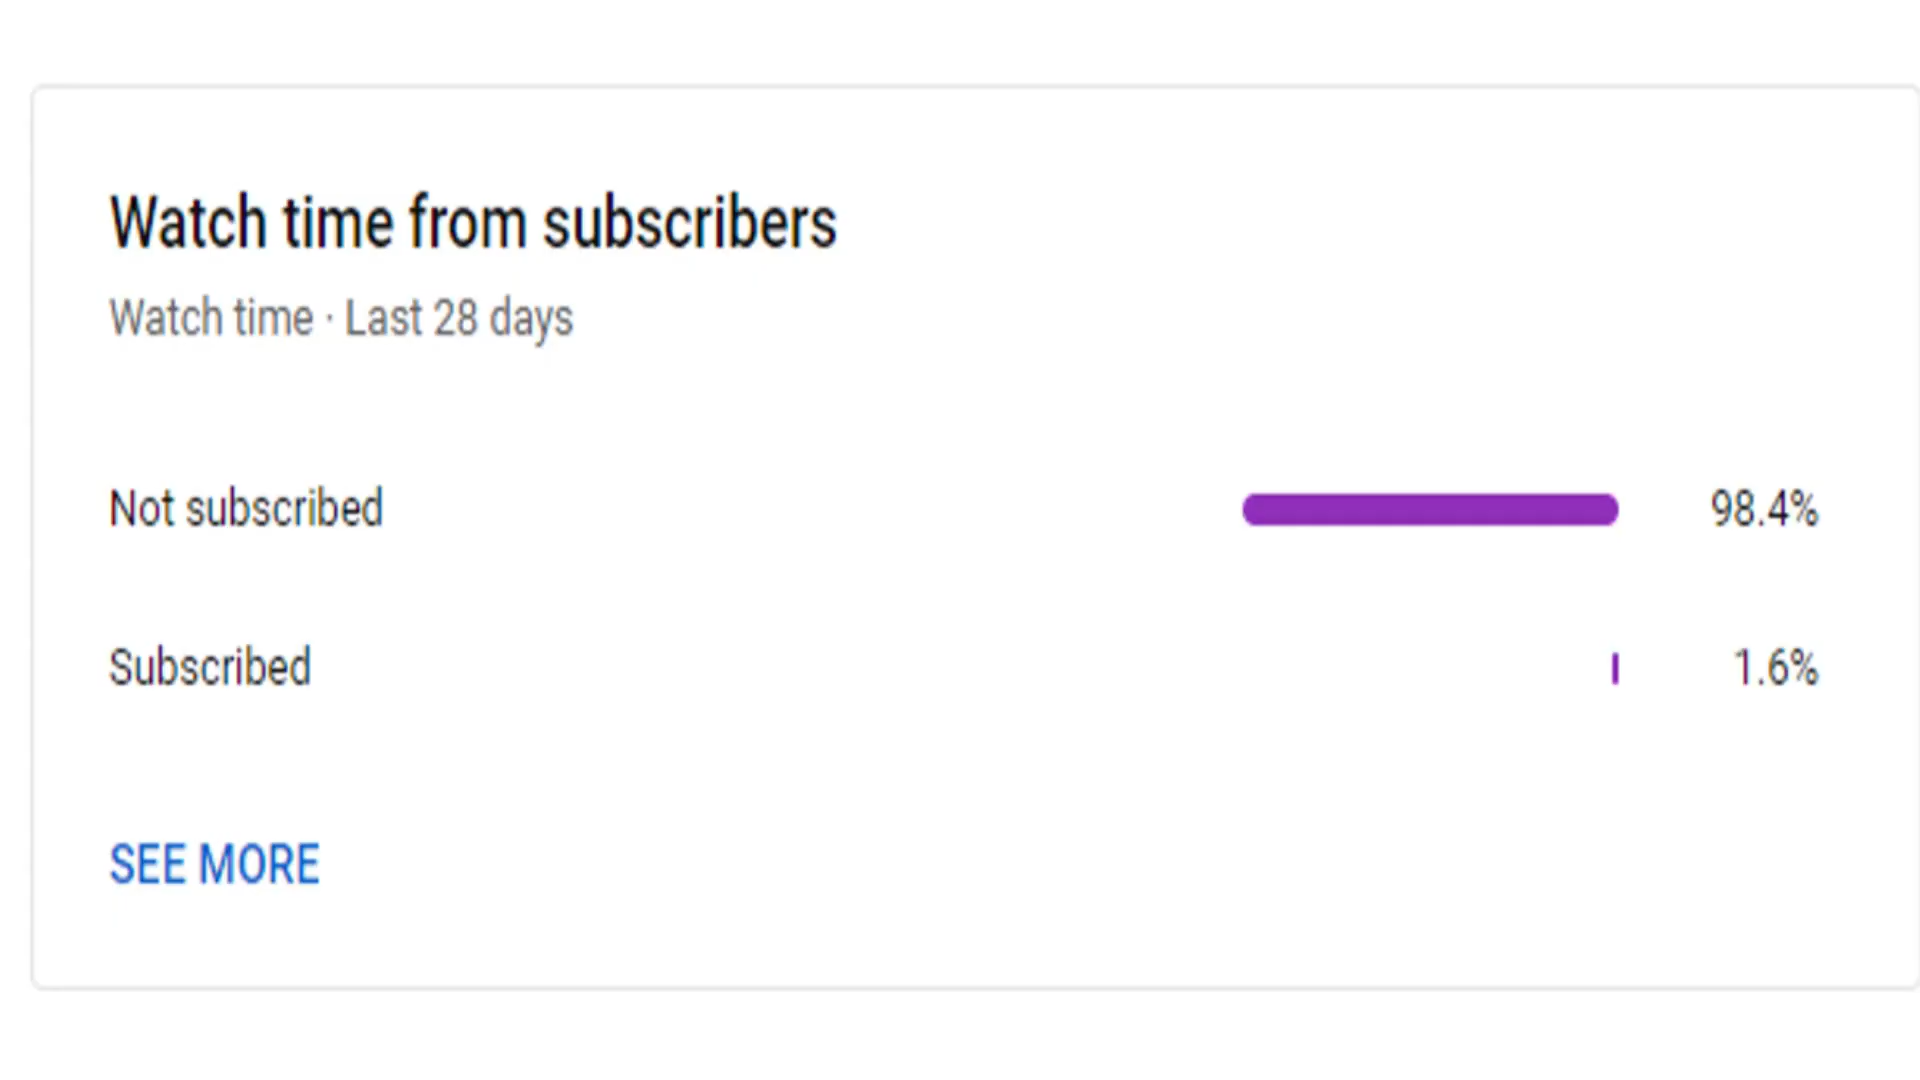 Watch time from subscribers
Watch time · Last 28 days
Not subscribed 98.4%
Subscribed 1.6%
SEE MORE